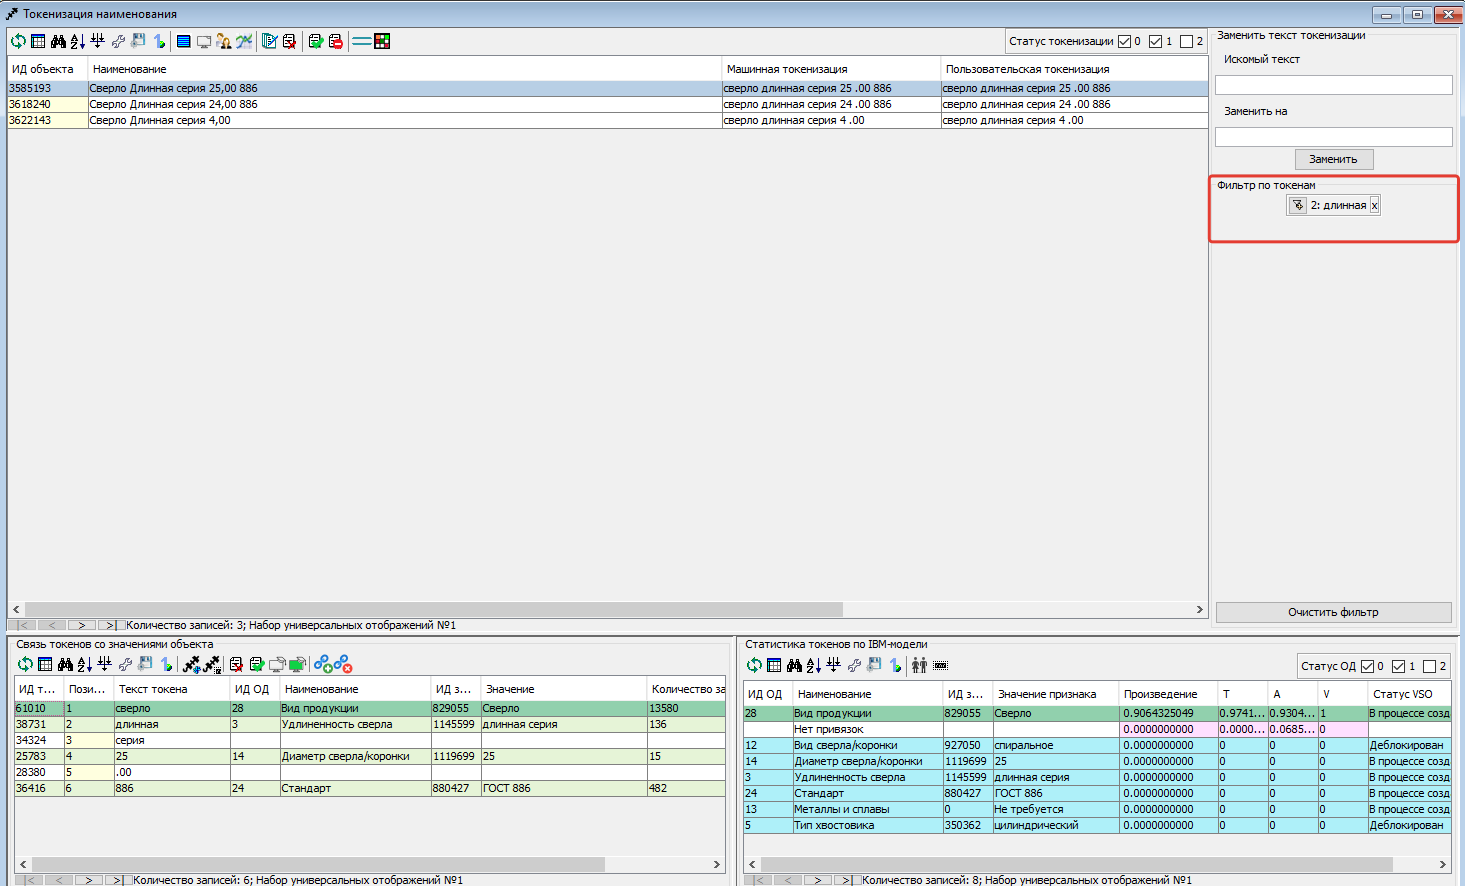 Токенизация наименования
Статус токенизации 0 1 2
ИД объекта Наименование Машинная токенизация Пользовательская токенизация
3585193 Сверло Длинная серия 25,00 886 сверло длинная серия 25 .00 886 сверло длинная серия 25 .00 886
3618240 Сверло Длинная серия 24,00 886 сверло длинная серия 24 .00 886 сверло длинная серия 24 .00 886
3622143 Сверло Длинная серия 4,00 сверло длинная серия 4 .00 сверло длинная серия 4 .00
Количество записей: 3; Набор универсальных отображений №1
Заменить текст токенизации
Искомый текст
Заменить на
Заменить
Фильтр по токенам
2: длинная x
Очистить фильтр
Связь токенов со значениями объекта
ИД т... Пози... Текст токена ИД ОД Наименование ИД з... Значение Количество за
61010 1 сверло 28 Вид продукции 829055 Сверло 13580
38731 2 длинная 3 Удлиненность сверла 1145599 длинная серия 136
34324 3 серия
25783 4 25 14 Диаметр сверла/коронки 1119699 25 15
28380 5 .00
36416 6 886 24 Стандарт 880427 ГОСТ 886 482
Количество записей: 6; Набор универсальных отображений №1
Статистика токенов по IBM-модели
Статус ОД 0 1 2
ИД ОД Наименование ИД з... Значение признака Произведение T A V Статус VSO
28 Вид продукции 829055 Сверло 0.9064325049 0.9741... 0.9304... 1 В процессе созд
Нет привязок 0.0000000000 0.0000... 0.0685... 0
12 Вид сверла/коронки 927050 спиральное 0.0000000000 0 0 0 Деблокирован
14 Диаметр сверла/коронки 1119699 25 0.0000000000 0 0 0 В процессе созд
3 Удлиненность сверла 1145599 длинная серия 0.0000000000 0 0 0 В процессе созд
24 Стандарт 880427 ГОСТ 886 0.0000000000 0 0 0 В процессе созд
13 Металлы и сплавы 0 Не требуется 0.0000000000 0 0 0 В процессе созд
5 Тип хвостовика 350362 цилиндрический 0.0000000000 0 0 0 Деблокирован
Количество записей: 8; Набор универсальных отображений №1